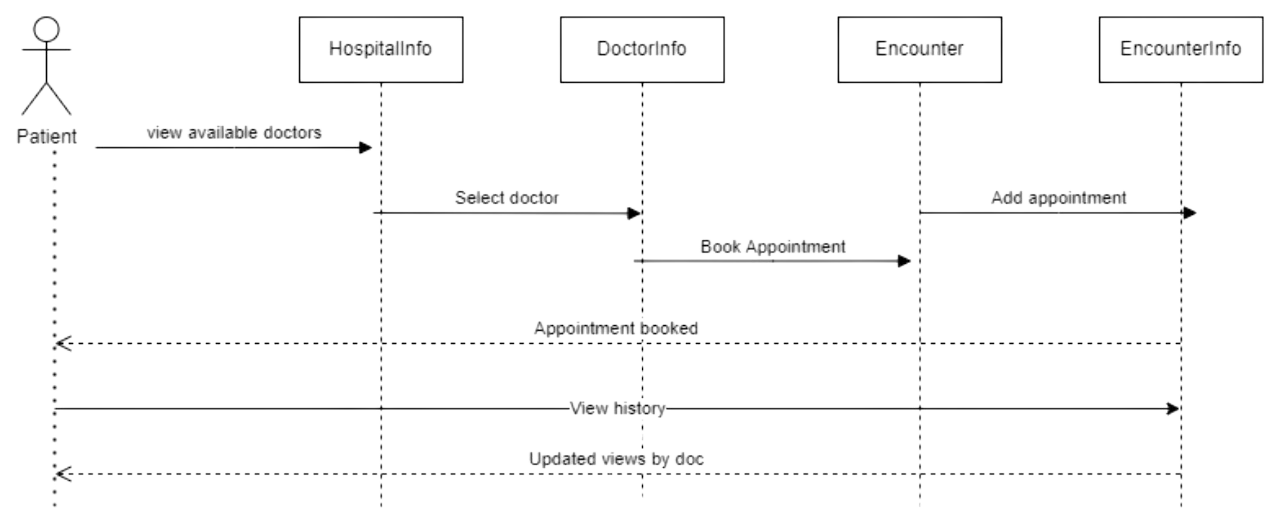 HospitalInfo
DoctorInfo
Encounter
EncounterInfo
Patient
view available doctors
Select doctor
Add appointment
Book Appointment
Appointment booked
View history
Updated views by doc